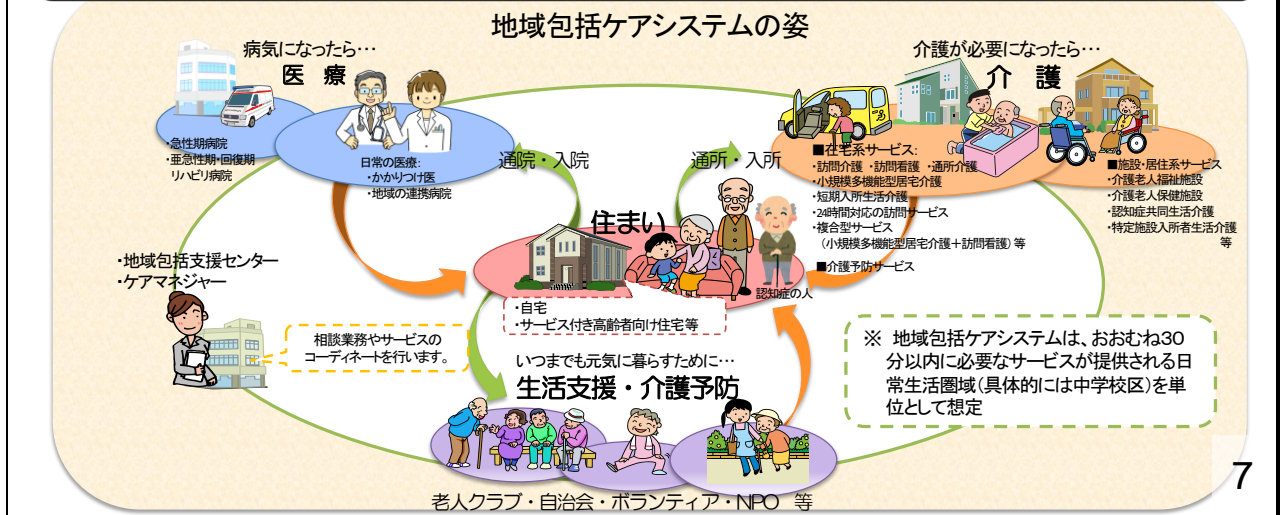 地域包括ケアシステムの姿
病気になったら…
医 療
・急性期病院
・亜急性期・回復期
リハビリ病院
日常の医療:
・かかりつけ医
・地域の連携病院
通院・入院
介護が必要になったら…
介 護
通所・入所
■在宅系サービス:
・訪問介護 ・訪問看護 ・通所介護
・小規模多機能型居宅介護
・短期入所生活介護
・24時間対応の訪問サービス
・複合型サービス
(小規模多機能型居宅介護+訪問看護)等
■介護予防サービス
■施設・居住系サービス
・介護老人福祉施設
・介護老人保健施設
・認知症共同生活介護
・特定施設入所者生活介護
等
住まい
認知症の人
・自宅
・サービス付き高齢者向け住宅等
・地域包括支援センター
・ケアマネジャー
相談業務やサービスの
コーディネートを行います。
いつまでも元気に暮らすために…
生活支援・介護予防
老人クラブ・自治会・ボランティア・NPO 等
※ 地域包括ケアシステムは、おおむね30
分以内に必要なサービスが提供される日
常生活圏域(具体的には中学校区)を単
位として想定
7